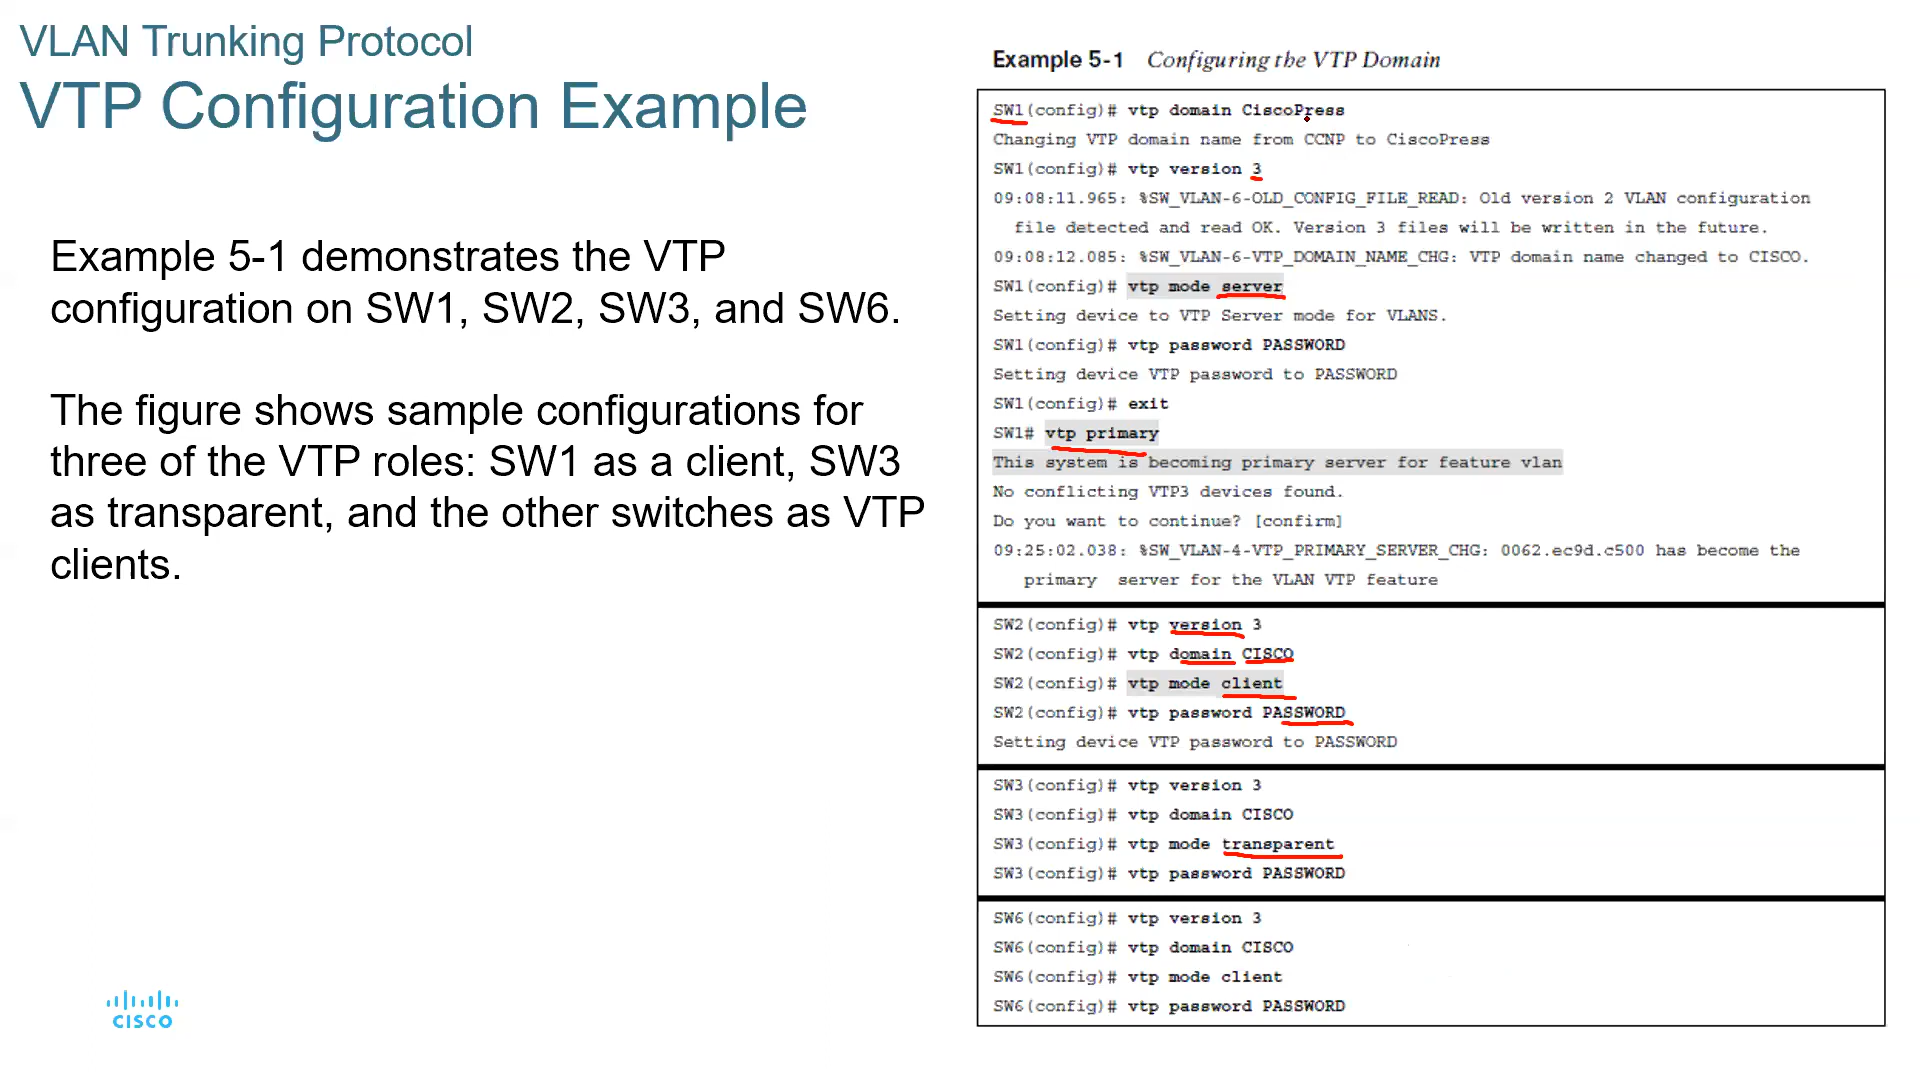 VLAN Trunking Protocol
VTP Configuration Example
Example 5-1 demonstrates the VTP
configuration on SW1, SW2, SW3, and SW6.
The figure shows sample configurations for
three of the VTP roles: SW1 as a client, SW3
as transparent, and the other switches as VTP
clients.
CISCO
Example 5-1 Configuring the VTP Domain
SW1(config)# vtp domain CiscoPress
Changing VTP domain name from CCNP to CiscoPress
SW1(config)# vtp version 3
09:08:11.965: %SW_VLAN-6-OLD_CONFIG_FILE_READ: Old version 2 VLAN configuration
file detected and read OK. Version 3 files will be written in the future.
09:08:12.085: %SW_VLAN-6-VTP_DOMAIN_NAME_CHG: VTP domain name changed to CISCO.
SW1(config)# vtp mode server
Setting device to VTP Server mode for VLANS.
SW1(config)# vtp password PASSWORD
Setting device VTP password to PASSWORD
SW1(config)# exit
SW1# vtp primary
This system is becoming primary server for feature vlan
No conflicting VTP3 devices found.
Do you want to continue? [confirm]
09:25:02.038: %SW_VLAN-4-VTP_PRIMARY_SERVER_CHG: 0062.ec9d.c500 has become the
primary server for the VLAN VTP feature
SW2(config)# vtp version 3
SW2(config)# vtp domain CISCO
SW2(config)# vtp mode client
SW2(config)# vtp password PASSWORD
Setting device VTP password to PASSWORD
SW3(config)# vtp version 3
SW3(config)# vtp domain CISCO
SW3(config)# vtp mode transparent
SW3(config)# vtp password PASSWORD
SW6(config)# vtp version 3
SW6(config)# vtp domain CISCO
SW6(config)# vtp mode client
SW6(config)# vtp password PASSWORD